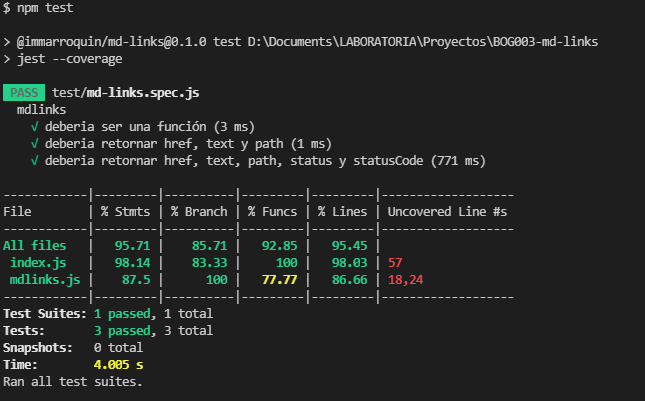 $ npm test
> @immarroquin/md-links@0.1.0 test D:\Documents\LABORATORIA\Proyectos\BOG003-md-links
> jest --coverage
PASS test/md-links.spec.js
mdlinks
√ deberia ser una función (3 ms)
√ deberia retornar href, text y path (1 ms)
√ deberia retornar href, text, path, status y statusCode (771 ms)
------------|---------|----------|---------|---------|-------------------
File        | % Stmts | % Branch | % Funcs | % Lines | Uncovered Line #s
------------|---------|----------|---------|---------|-------------------
All files   |   95.71 |    85.71 |   92.85 |   95.45 |
 index.js   |   98.14 |    83.33 |     100 |   98.03 | 57
 mdlinks.js |    87.5 |      100 |   77.77 |   86.66 | 18,24
------------|---------|----------|---------|---------|-------------------
Test Suites: 1 passed, 1 total
Tests:       3 passed, 3 total
Snapshots:   0 total
Time:        4.005 s
Ran all test suites.